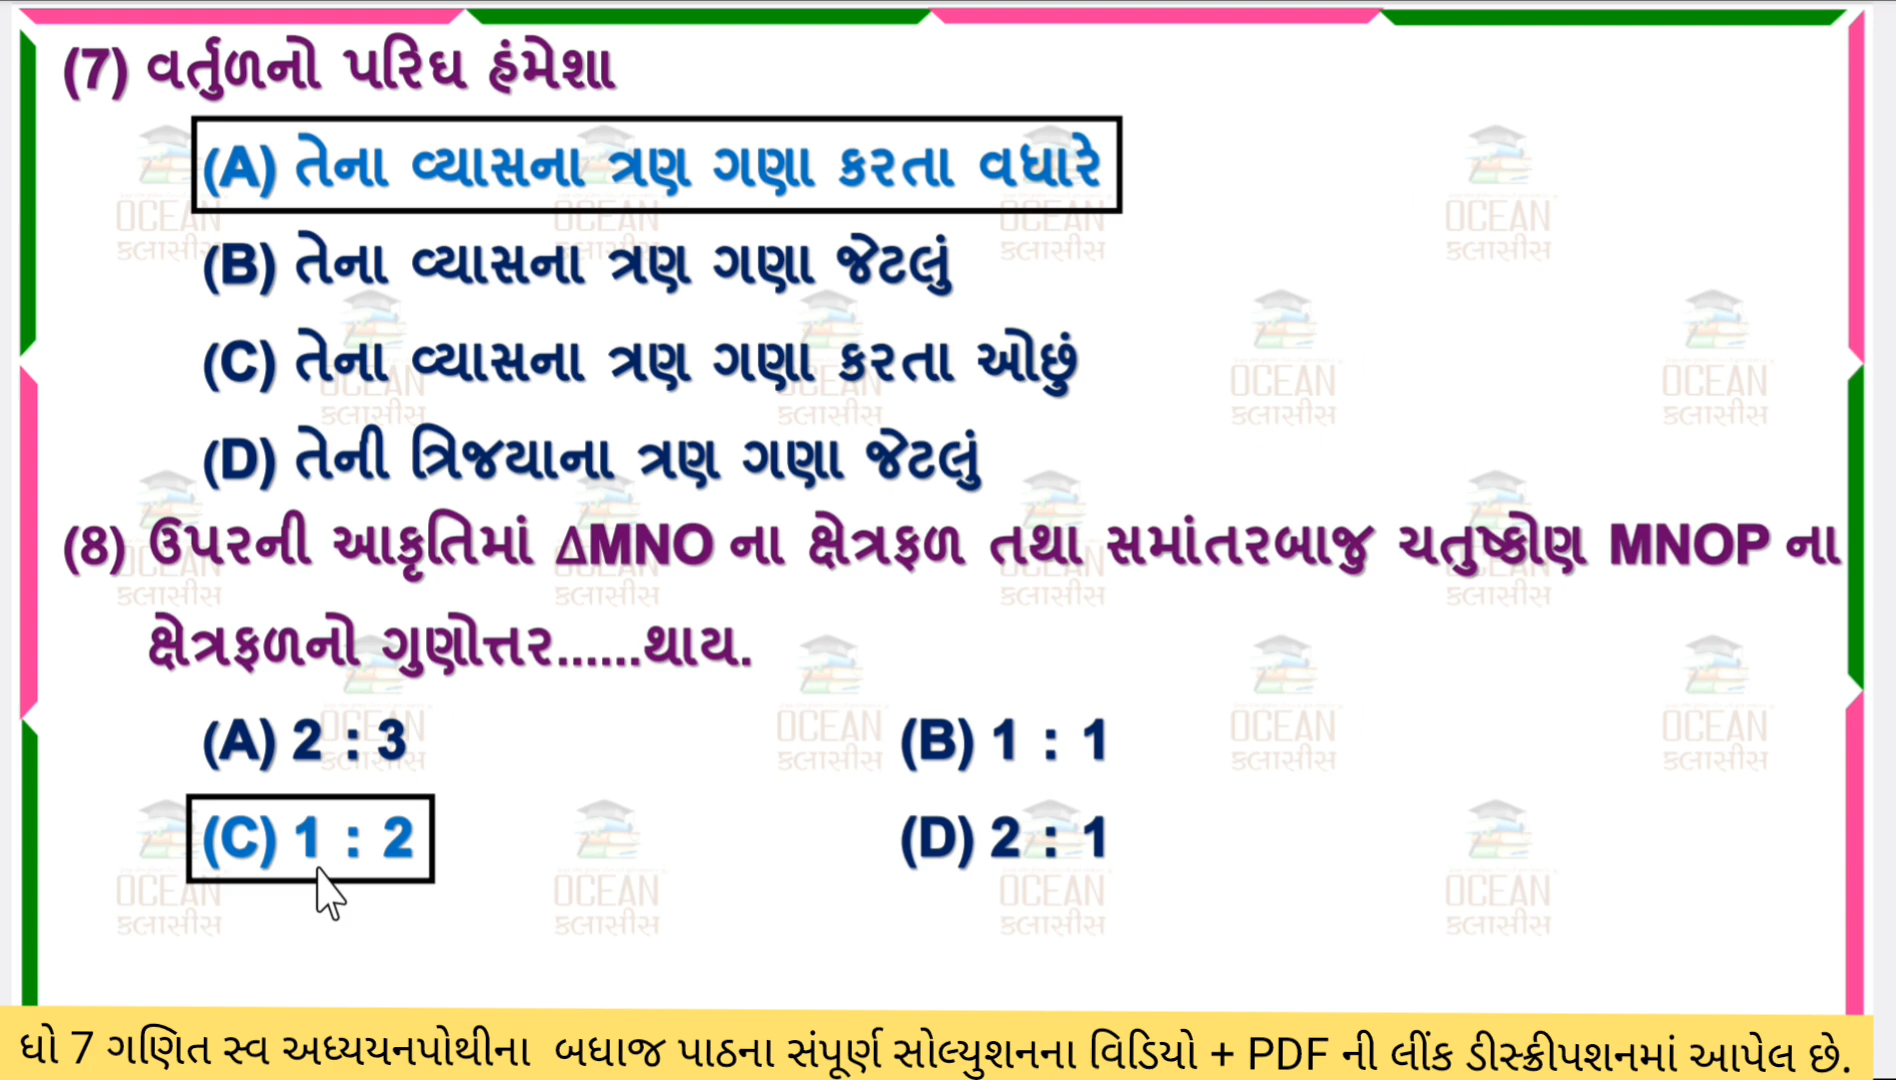 (7) વર્તુળનો પરિઘ હંમેશા
(A) તેના વ્યાસના ત્રણ ગણા કરતા વધારે
(B) તેના વ્યાસના ત્રણ ગણા જેટલું
(C) તેના વ્યાસના ત્રણ ગણા કરતા ઓછું
(D) તેની ત્રિજયાના ત્રણ ગણા જેટલું
(8) ઉપરની આકૃતિમાં ΔMNO ના ક્ષેત્રફળ તથા સમાંતરબાજુ ચતુષ્કોણ MNOP ના
ક્ષેત્રફળનો ગુણોત્તર......થાય.
(A) 2 : 3 (B) 1 : 1
(C) 1 : 2 (D) 2 : 1
OCEAN
ક્લાસીસ
ધો 7 ગણિત સ્વ અધ્યયનપોથીના બધાજ પાઠના સંપૂર્ણ સોલ્યુશનના વિડિયો + PDF ની લીંક ડીસ્ક્રીપશનમાં આપેલ છે.